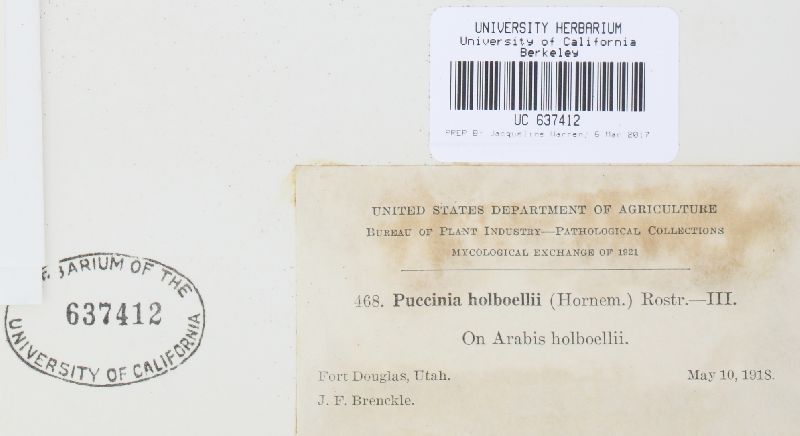 UNIVERSITY HERBARIUM
University of California
Berkeley
UC 637412
PREP BY Jacqueline Warren; 6 Mar 2017
UNITED STATES DEPARTMENT OF AGRICULTURE
BUREAU OF PLANT INDUSTRY—PATHOLOGICAL COLLECTIONS
MYCOLOGICAL EXCHANGE OF 1921
468. Puccinia holboellii (Hornem.) Rostr.—III.
On Arabis holboellii.
Fort Douglas, Utah. May 10, 1918.
J. F. Brenckle.
BARIUM OF THE
637412
UNIVERSITY OF CALIFORNIA